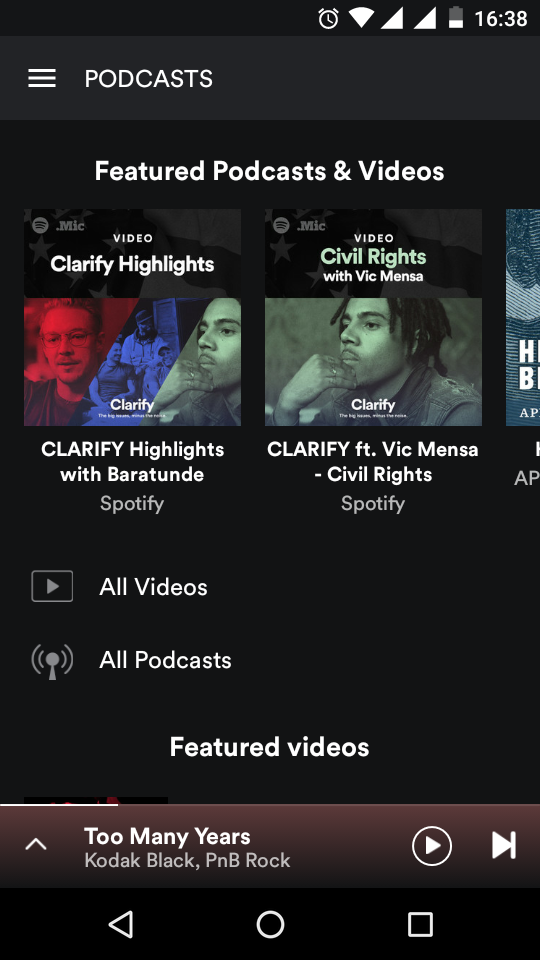 16:38
PODCASTS
Featured Podcasts & Videos
.Mic
VIDEO
Clarify Highlights
Clarify
The big issues, minus the noise.
CLARIFY Highlights
with Baratunde
Spotify
.Mic
VIDEO
Civil Rights
with Vic Mensa
Clarify
The big issues, minus the noise.
CLARIFY ft. Vic Mensa
- Civil Rights
Spotify
AP
All Videos
All Podcasts
Featured videos
Too Many Years
Kodak Black, PnB Rock